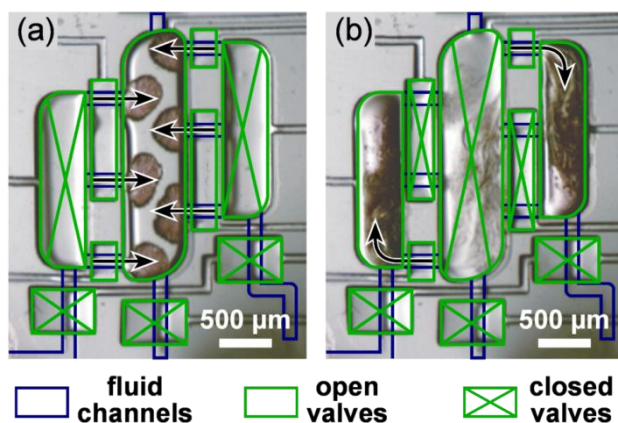 (a)
(b)
500 µm
500 µm
fluid channels
open valves
closed valves